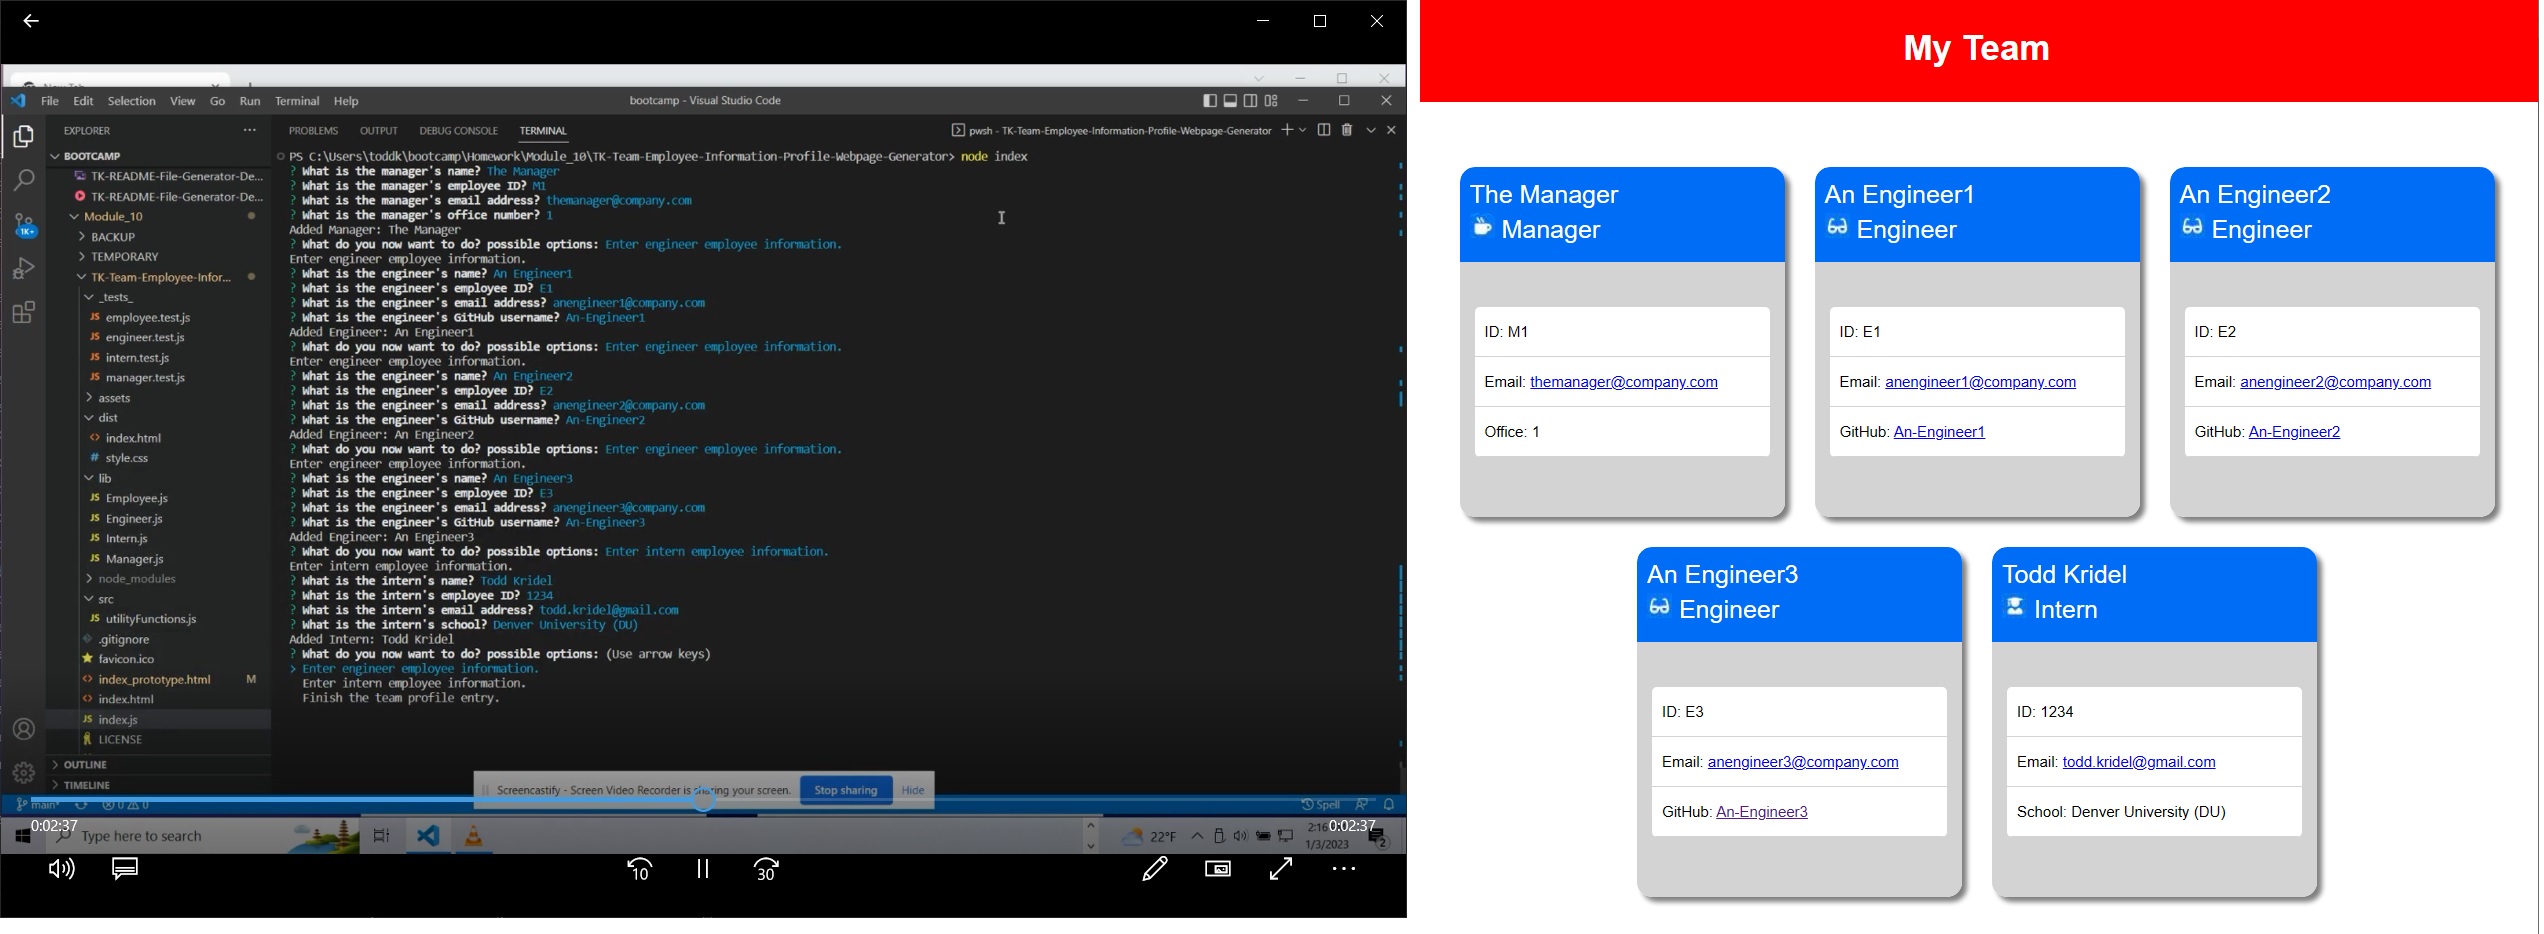 New Tab
File Edit Selection View Go Run Terminal Help
bootcamp - Visual Studio Code
EXPLORER
BOOTCAMP
TK-README-File-Generator-De...
TK-README-File-Generator-De...
Module_10
BACKUP
TEMPORARY
TK-Team-Employee-Infor...
_tests_
JS employee.test.js
JS engineer.test.js
JS intern.test.js
JS manager.test.js
assets
dist
<> index.html
# style.css
lib
JS Employee.js
JS Engineer.js
JS Intern.js
JS Manager.js
node_modules
src
JS utilityFunctions.js
.gitignore
favicon.ico
<> index_prototype.html M
<> index.html
JS index.js
LICENSE
OUTLINE
TIMELINE
1K+
PROBLEMS OUTPUT DEBUG CONSOLE TERMINAL
pwsh - TK-Team-Employee-Information-Profile-Webpage-Generator
PS C:\Users\toddk\bootcamp\Homework\Module_10\TK-Team-Employee-Information-Profile-Webpage-Generator> node index
? What is the manager's name? The Manager
? What is the manager's employee ID? M1
? What is the manager's email address? themanager@company.com
? What is the manager's office number? 1
Added Manager: The Manager
? What do you now want to do? possible options: Enter engineer employee information.
Enter engineer employee information.
? What is the engineer's name? An Engineer1
? What is the engineer's employee ID? E1
? What is the engineer's email address? anengineer1@company.com
? What is the engineer's GitHub username? An-Engineer1
Added Engineer: An Engineer1
? What do you now want to do? possible options: Enter engineer employee information.
Enter engineer employee information.
? What is the engineer's name? An Engineer2
? What is the engineer's employee ID? E2
? What is the engineer's email address? anengineer2@company.com
? What is the engineer's GitHub username? An-Engineer2
Added Engineer: An Engineer2
? What do you now want to do? possible options: Enter engineer employee information.
Enter engineer employee information.
? What is the engineer's name? An Engineer3
? What is the engineer's employee ID? E3
? What is the engineer's email address? anengineer3@company.com
? What is the engineer's GitHub username? An-Engineer3
Added Engineer: An Engineer3
? What do you now want to do? possible options: Enter intern employee information.
Enter intern employee information.
? What is the intern's name? Todd Kridel
? What is the intern's employee ID? 1234
? What is the intern's email address? todd.kridel@gmail.com
? What is the intern's school? Denver University (DU)
Added Intern: Todd Kridel
? What do you now want to do? possible options: (Use arrow keys)
> Enter engineer employee information.
Enter intern employee information.
Finish the team profile entry.
Screencastify - Screen Video Recorder is sharing your screen. Stop sharing Hide
main* 0 0 Spell
0:02:37 0:02:37
Type here to search
22°F 2:16
1/3/2023
2
10 30
My Team
The Manager
Manager
ID: M1
Email: themanager@company.com
Office: 1
An Engineer1
Engineer
ID: E1
Email: anengineer1@company.com
GitHub: An-Engineer1
An Engineer2
Engineer
ID: E2
Email: anengineer2@company.com
GitHub: An-Engineer2
An Engineer3
Engineer
ID: E3
Email: anengineer3@company.com
GitHub: An-Engineer3
Todd Kridel
Intern
ID: 1234
Email: todd.kridel@gmail.com
School: Denver University (DU)